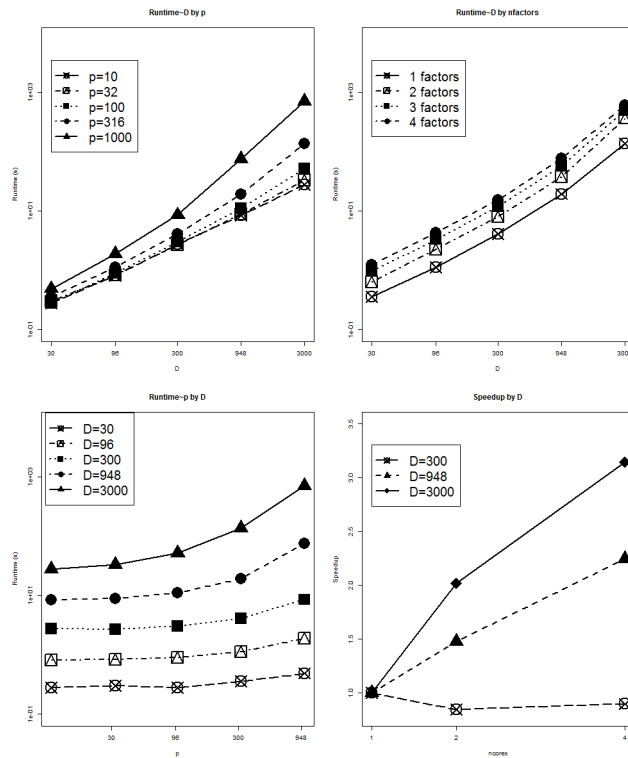 Runtime~D by p
Runtime (s)
1e+03
1e+01
1e-01
p=10
p=32
p=100
p=316
p=1000
30
96
300
948
3000
D
Runtime~D by nfactors
Runtime (s)
1e+03
1e+01
1e-01
1 factors
2 factors
3 factors
4 factors
30
96
300
948
300
D
Runtime~p by D
Runtime (s)
1e+03
1e+01
1e-01
D=30
D=96
D=300
D=948
D=3000
30
96
300
948
p
Speedup by D
Speedup
3.5
3.0
2.5
2.0
1.5
1.0
D=300
D=948
D=3000
1
2
4
ncores